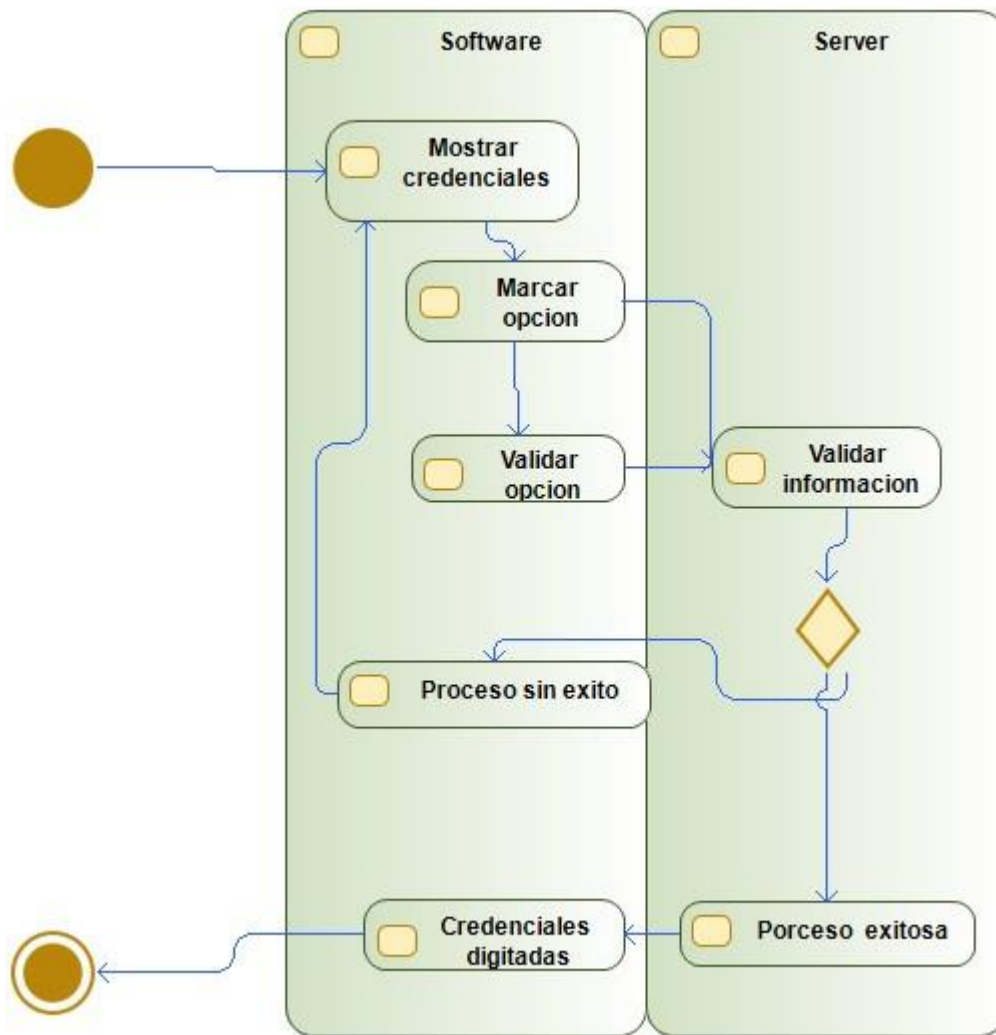 Software
Server
Mostrar
credenciales
Marcar
opcion
Validar
opcion
Validar
informacion
Proceso sin exito
Credenciales
digitadas
Porceso exitosa